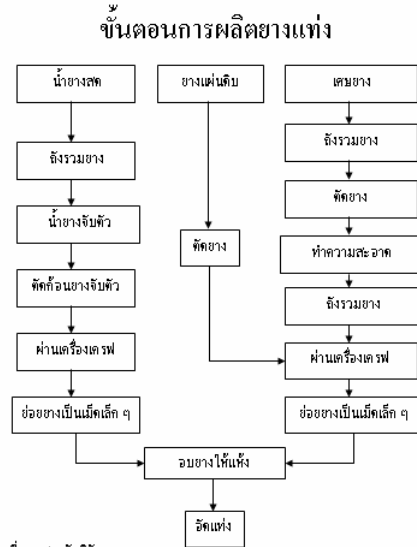 ขั้นตอนการผลิตยางแท่ง
น้ำยางสด
ยางแผ่นดิบ
เศษยาง
ถังรวมยาง
ถังรวมยาง
น้ำยางจับตัว
ตัดยาง
ตัดยาง
ทำความสะอาด
ตัดก้อนยางจับตัว
ถังรวมยาง
ผ่านเครื่องเครฟ
ผ่านเครื่องเครฟ
ย่อยยางเป็นเม็ดเล็ก ๆ
ย่อยยางเป็นเม็ดเล็ก ๆ
อบยางให้แห้ง
อัดแท่ง